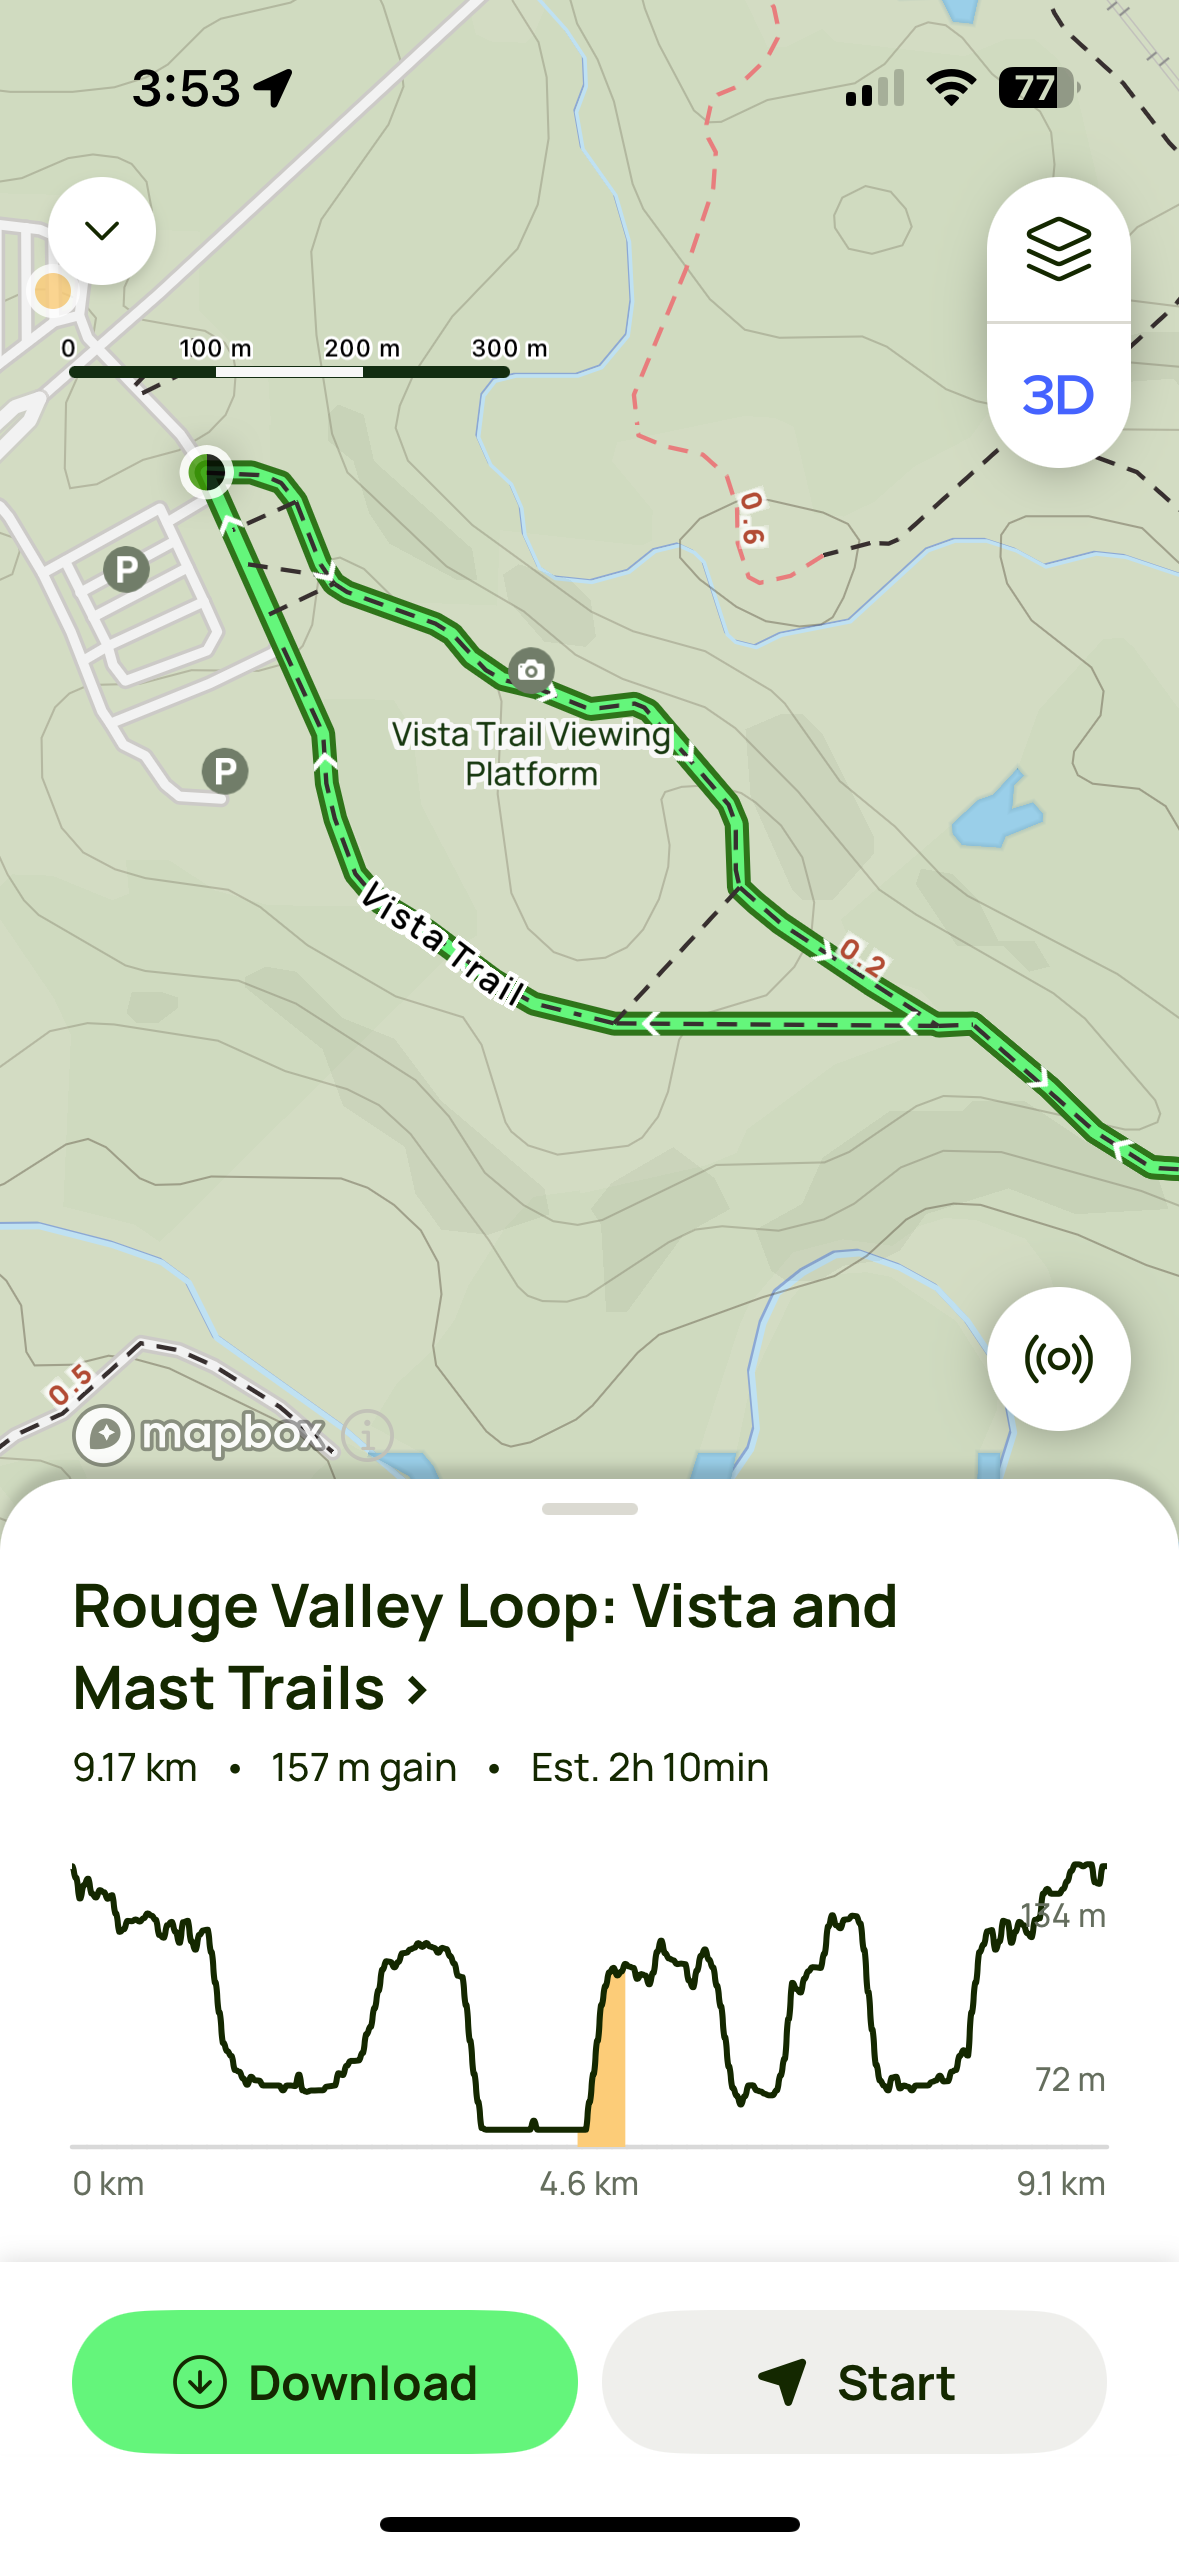 3:53
77
0 100 m 200 m 300 m
3D
0.6
P
Vista Trail Viewing
Platform
P
Vista Trail
0.2
0.5
mapbox
Rouge Valley Loop: Vista and
Mast Trails >
9.17 km • 157 m gain • Est. 2h 10min
134 m
72 m
0 km 4.6 km 9.1 km
Download Start